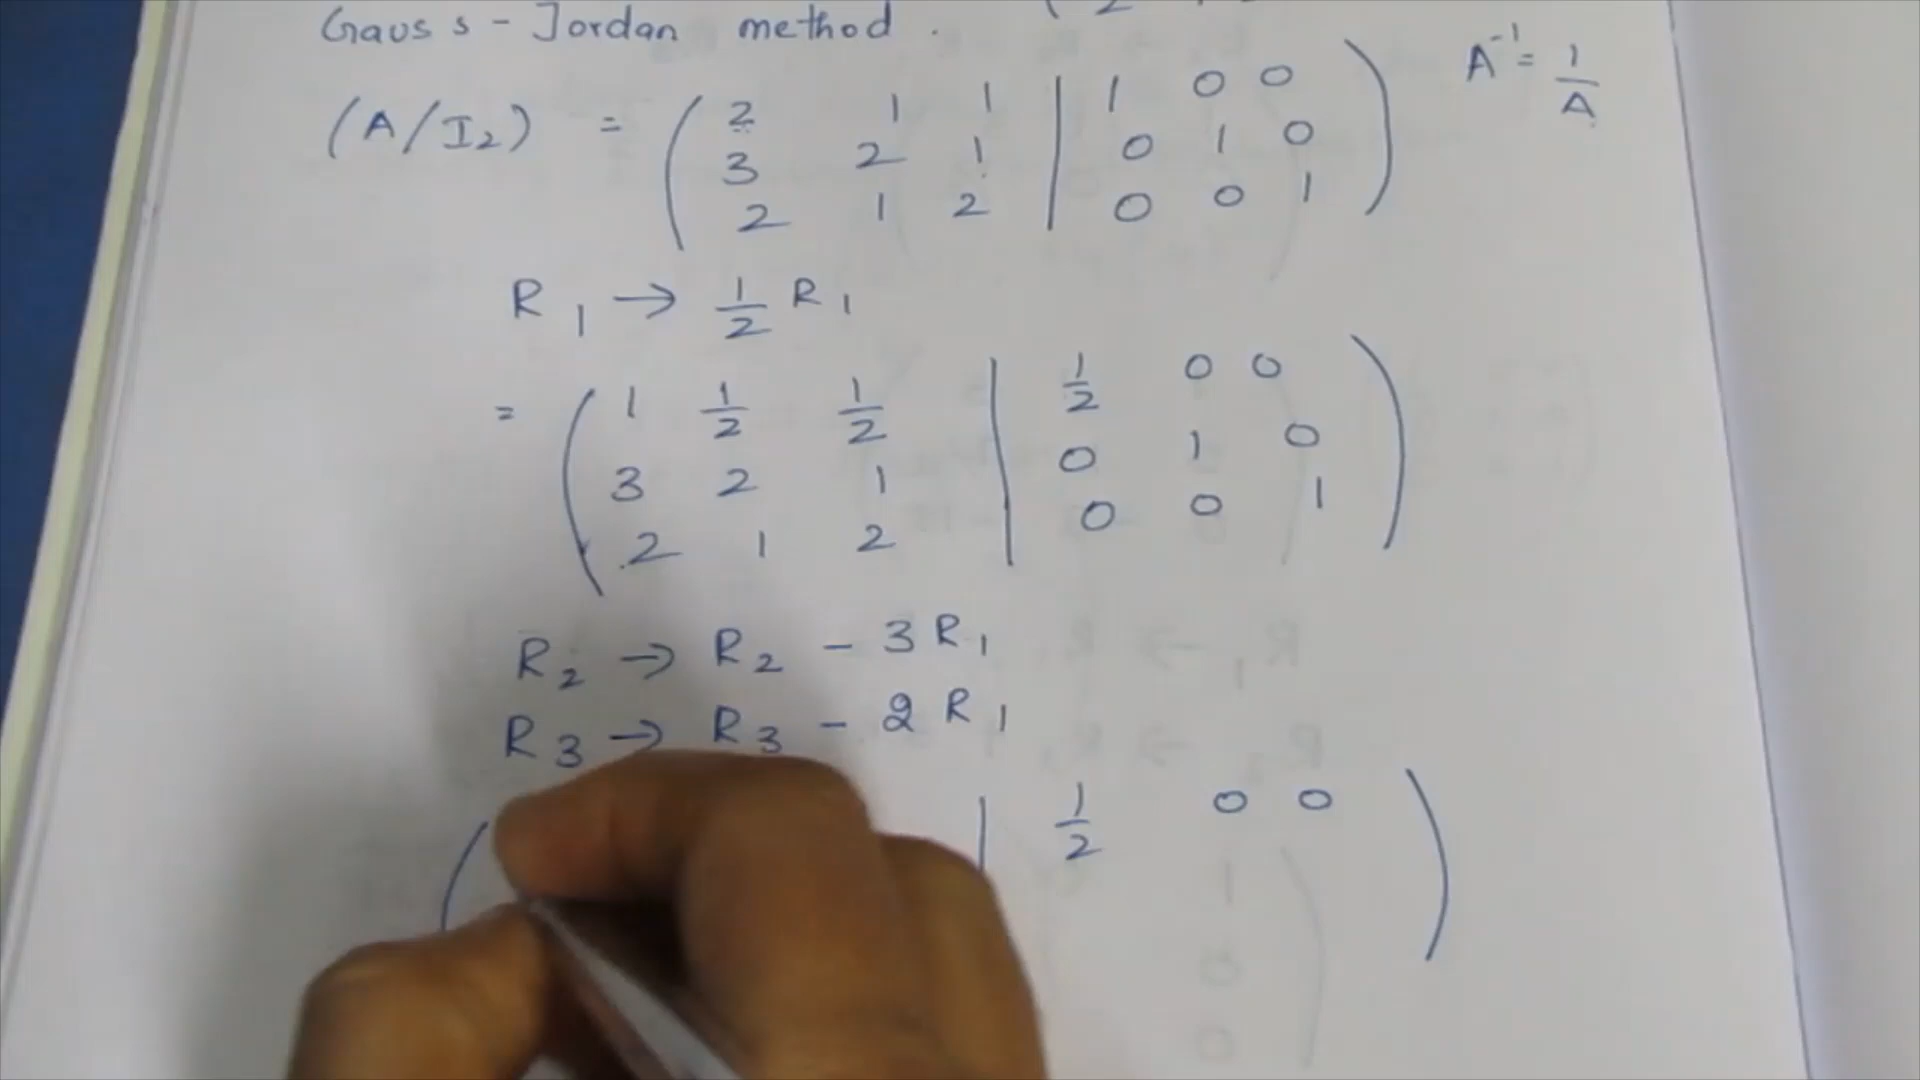 Gauss - Jordan method .
(A/I₂) = ( 2 1 1 | 1 0 0 )
3 2 1 | 0 1 0
2 1 2 | 0 0 1
A⁻¹ = 1/A
R₁ → 1/2 R₁
= ( 1 1/2 1/2 | 1/2 0 0 )
3 2 1 | 0 1 0
2 1 2 | 0 0 1
R₂ → R₂ - 3R₁
R₃ → R₃ - 2R₁
( | 1/2 0 0 )